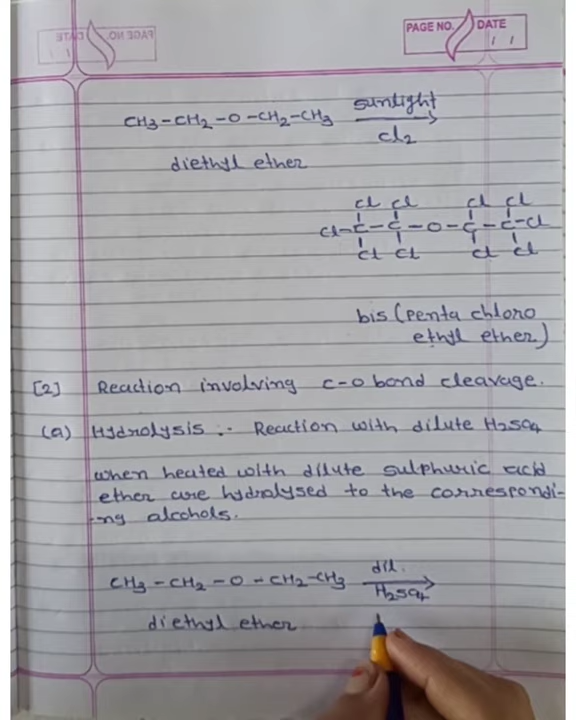 PAGE NO. DATE
/ /
CH3-CH2-O-CH2-CH3 sunlight
Cl2
diethyl ether
Cl Cl Cl Cl
Cl-C-C-O-C-C-Cl
Cl Cl Cl Cl
bis (penta chloro
ethyl ether)
[2] Reaction involving C-O bond cleavage.
(a) Hydrolysis :- Reaction with dilute H2SO4
when heated with dilute sulphuric acid
ether are hydrolysed to the correspondi-
-ng alcohols.
CH3-CH2-O-CH2-CH3 dil.
H2SO4
diethyl ether